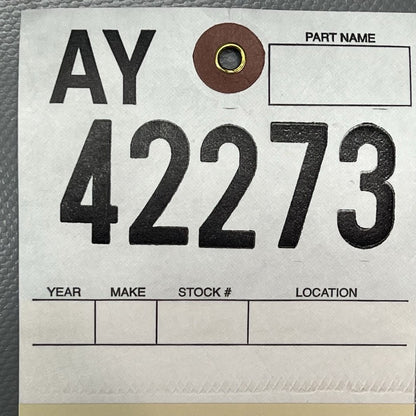 AY
PART NAME
42273
YEAR MAKE STOCK # LOCATION